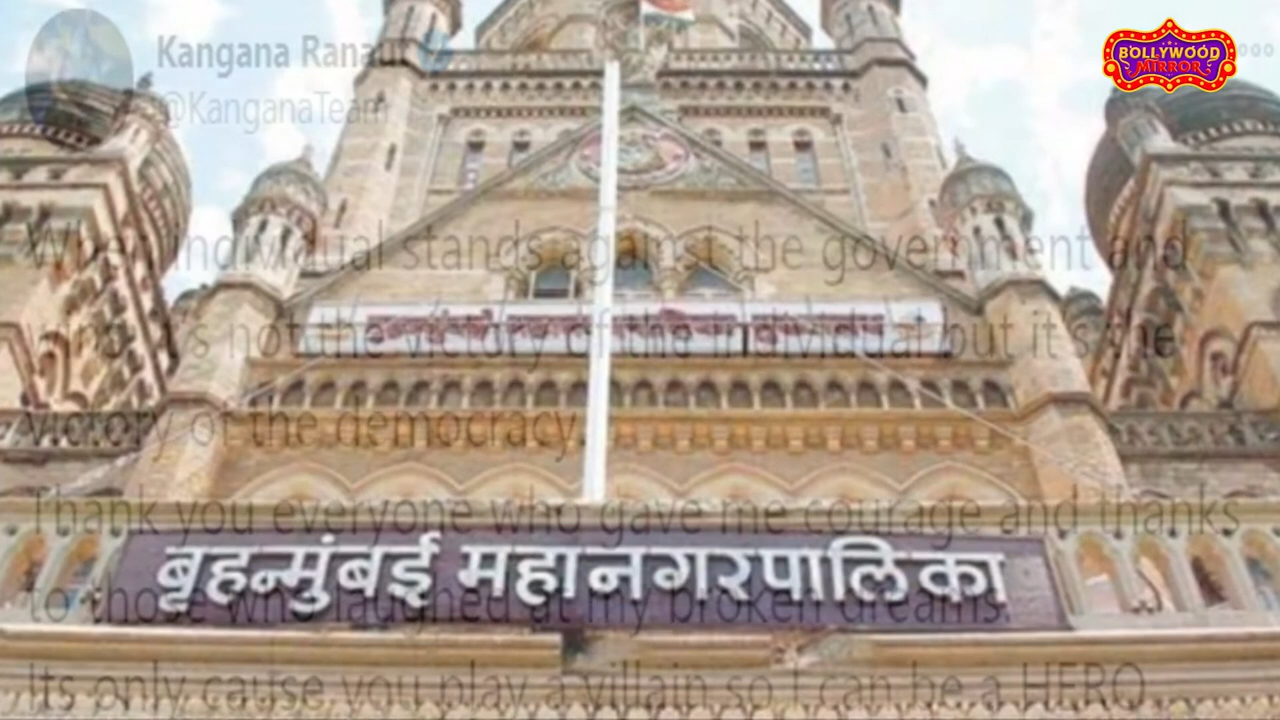 BOLLYWOOD
MIRROR
Kangana Ranaut
@KanganaTeam
When individual stands against the government and
wins, it's not the victory of the individual but it's the
victory of the democracy.
Thank you everyone who gave me courage and thanks
to those who laughed at my broken dreams.
बृहन्मुंबई महानगरपालिका
Its only cause you play a villain so I can be a HERO